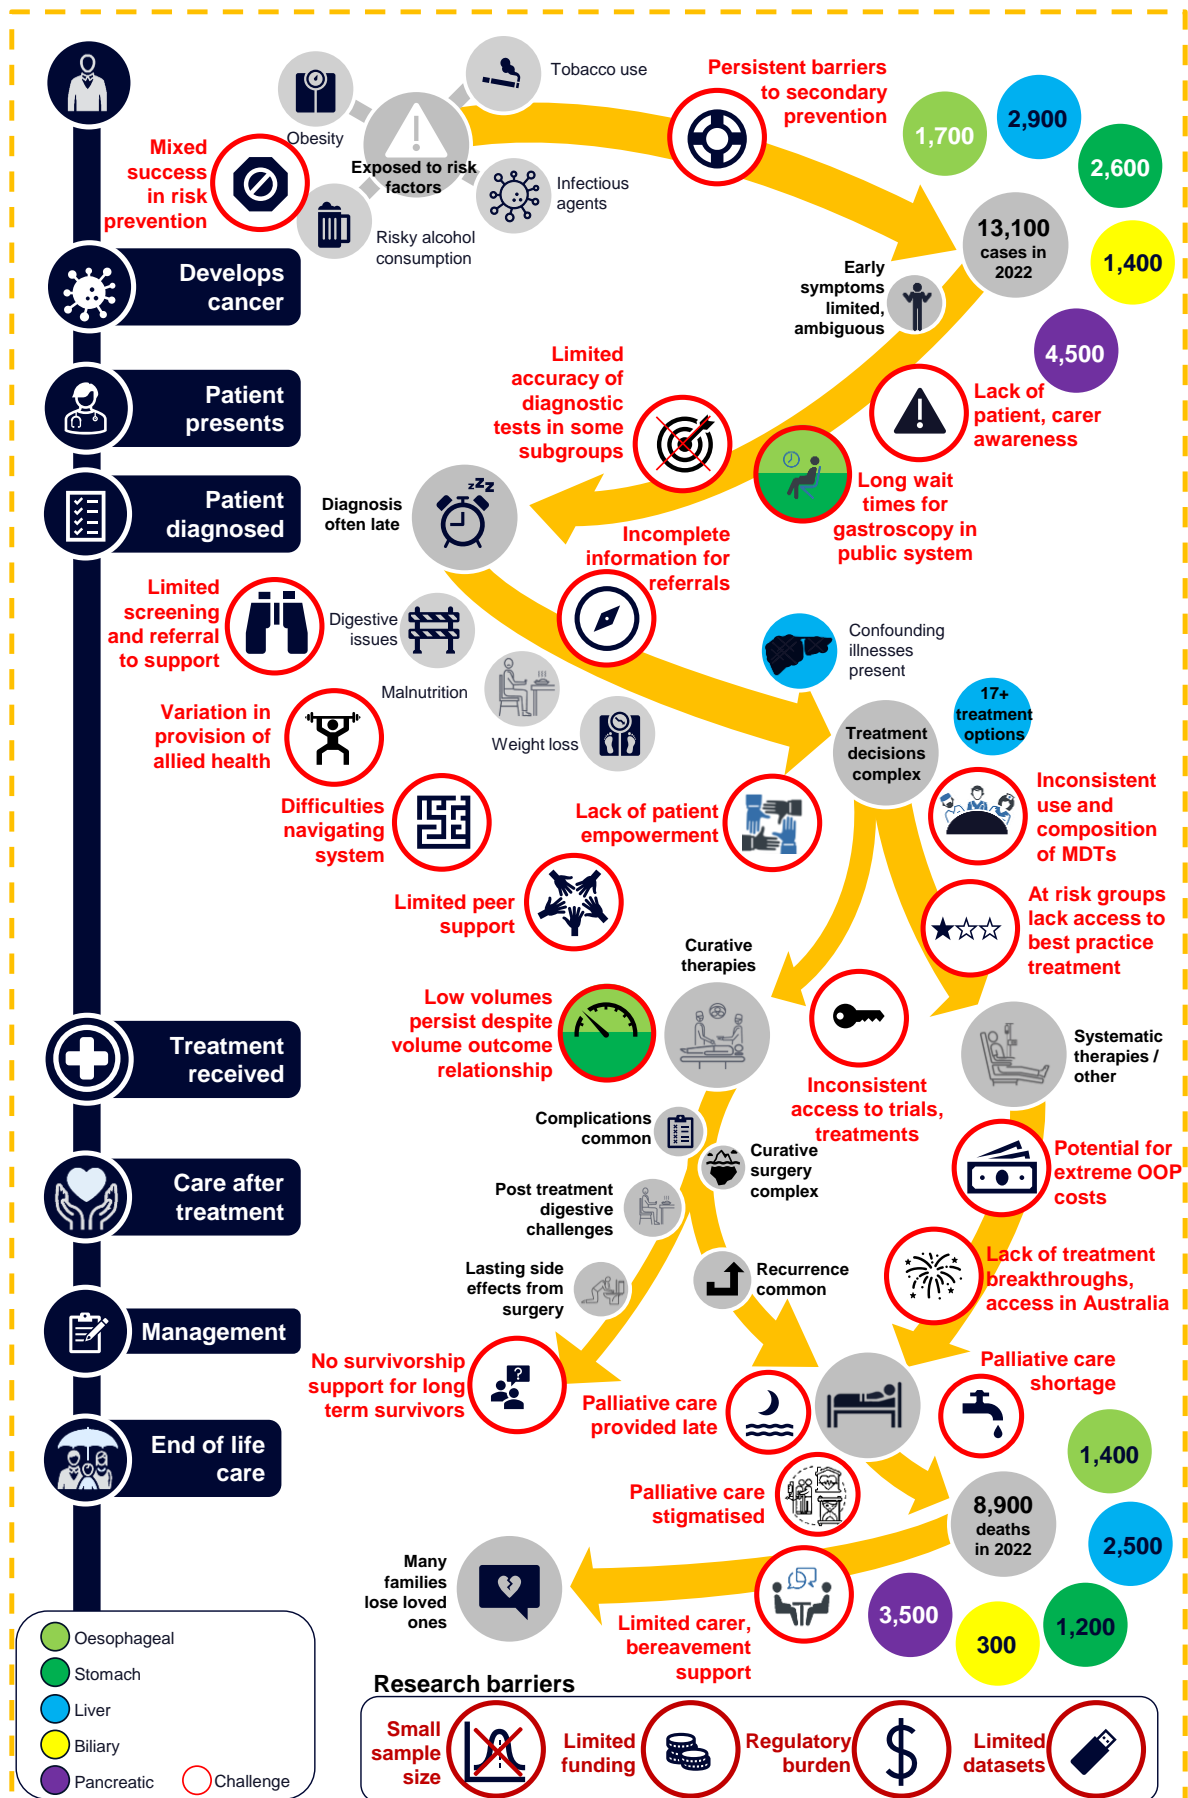 Tobacco use
Obesity
Exposed to risk
factors
Infectious
agents
Risky alcohol
consumption
Mixed
success
in risk
prevention
Persistent barriers
to secondary
prevention
1,700
2,900
2,600
1,400
4,500
13,100
cases in
2022
Develops
cancer
Early
symptoms
limited,
ambiguous
Patient
presents
Limited
accuracy of
diagnostic
tests in some
subgroups
Lack of
patient, carer
awareness
Long wait
times for
gastroscopy in
public system
Patient
diagnosed
Diagnosis
often late
zzZZ
Incomplete
information for
referrals
Limited
screening
and referral
to support
Digestive
issues
Malnutrition
Weight loss
Confounding
illnesses
present
17+
treatment
options
Treatment
decisions
complex
Variation in
provision of
allied health
Difficulties
navigating
system
Lack of patient
empowerment
Inconsistent
use and
composition
of MDTs
Limited peer
support
At risk groups
lack access to
best practice
treatment
Curative
therapies
Low volumes
persist despite
volume outcome
relationship
Treatment
received
Inconsistent
access to trials,
treatments
Systematic
therapies /
other
Complications
common
Curative
surgery
complex
Potential for
extreme OOP
costs
Care after
treatment
Post treatment
digestive
challenges
Lasting side
effects from
surgery
Recurrence
common
Lack of treatment
breakthroughs,
access in Australia
Management
No survivorship
support for long
term survivors
?
Palliative care
provided late
Palliative care
shortage
End of life
care
Palliative care
stigmatised
1,400
2,500
1,200
300
3,500
8,900
deaths
in 2022
Many
families
lose loved
ones
Limited carer,
bereavement
support
Oesophageal
Stomach
Liver
Biliary
Pancreatic
Challenge
Research barriers
Small
sample
size
Limited
funding
Regulatory
burden
$
Limited
datasets